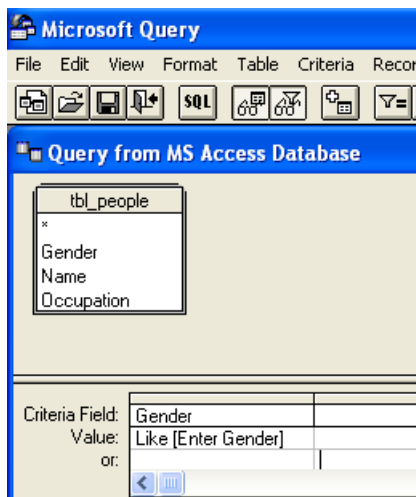 Microsoft Query
File Edit View Format Table Criteria Recor
SQL
Query from MS Access Database
tbl_people
*
Gender
Name
Occupation
Criteria Field: Gender
Value: Like [Enter Gender]
or: